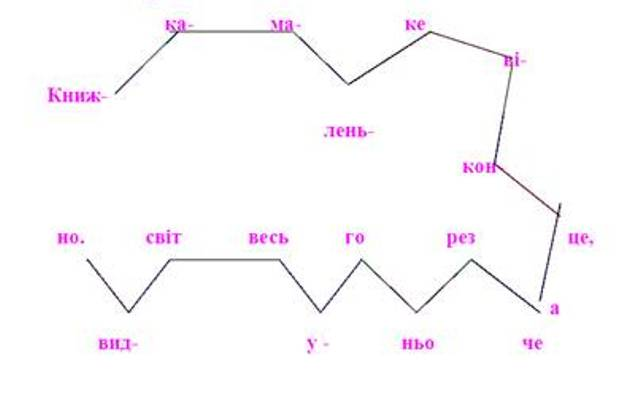 Книж-
ка-
ма-
лень-
ке
ві-
кон
це,
а
че
рез
ньо
го
у -
весь
світ
вид-
но.